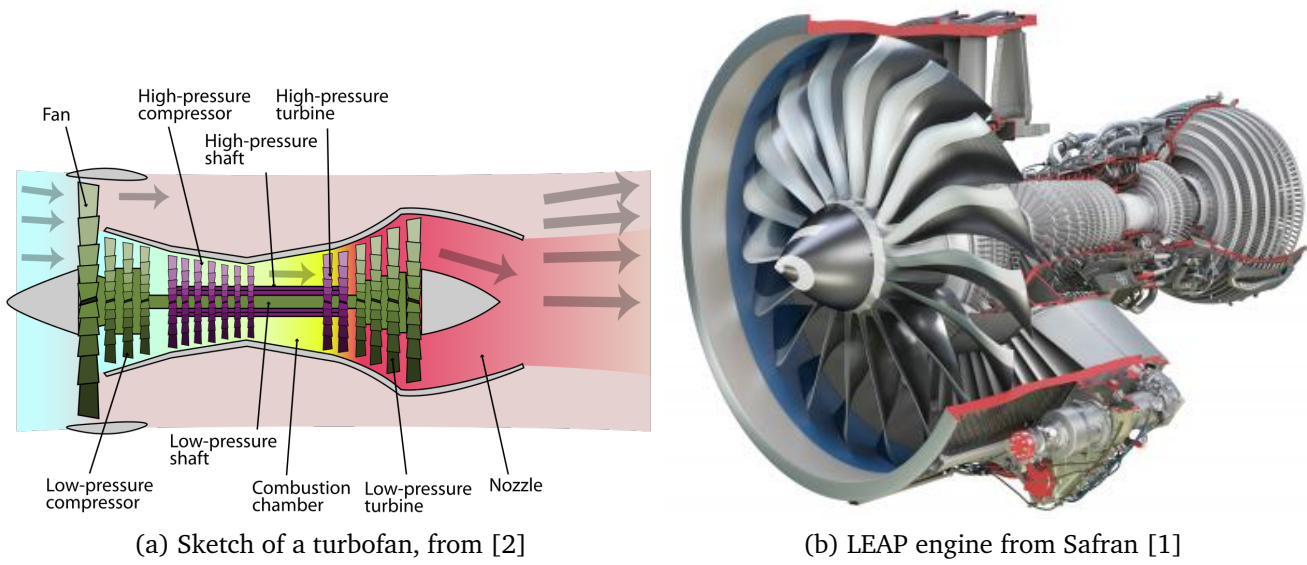 Fan
High-pressure
compressor
High-pressure
turbine
High-pressure
shaft
Low-pressure
compressor
Low-pressure
shaft
Combustion
chamber
Low-pressure
turbine
Nozzle
(a) Sketch of a turbofan, from [2]
(b) LEAP engine from Safran [1]